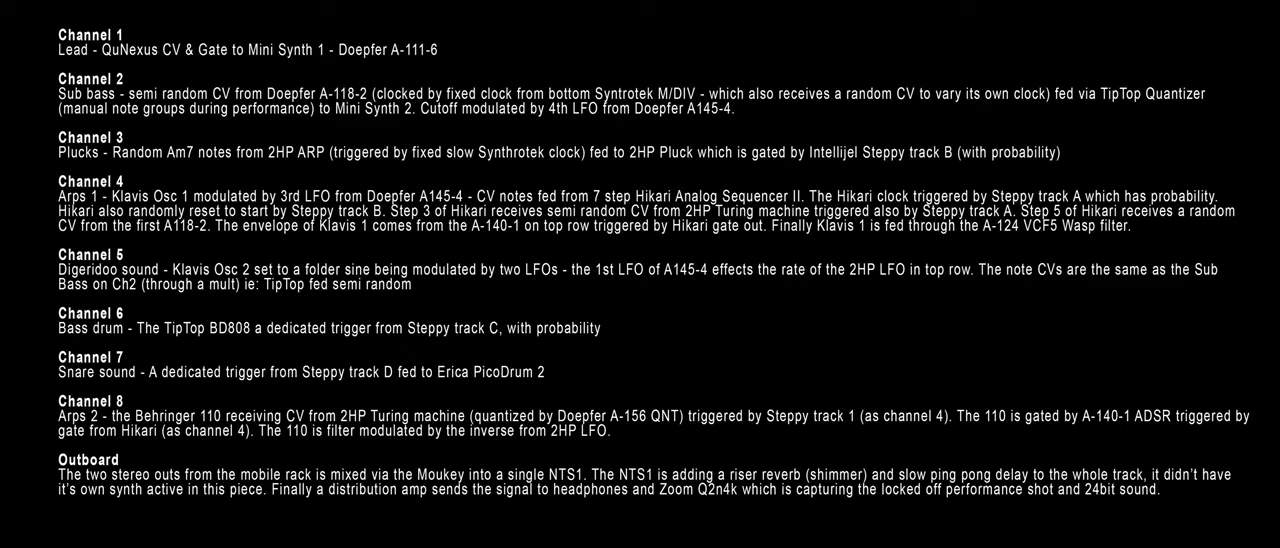 Channel 1
Lead - QuNexus CV & Gate to Mini Synth 1 - Doepfer A-111-6
Channel 2
Sub bass - semi random CV from Doepfer A-118-2 (clocked by fixed clock from bottom Syntrotek M/DIV - which also receives a random CV to vary its own clock) fed via TipTop Quantizer
(manual note groups during performance) to Mini Synth 2. Cutoff modulated by 4th LFO from Doepfer A145-4.
Channel 3
Plucks - Random Am7 notes from 2HP ARP (triggered by fixed slow Synthrotek clock) fed to 2HP Pluck which is gated by Intellijel Steppy track B (with probability)
Channel 4
Arps 1 - Klavis Osc 1 modulated by 3rd LFO from Doepfer A145-4 - CV notes fed from 7 step Hikari Analog Sequencer II. The Hikari clock triggered by Steppy track A which has probability.
Hikari also randomly reset to start by Steppy track B. Step 3 of Hikari receives semi random CV from 2HP Turing machine triggered also by Steppy track A. Step 5 of Hikari receives a random
CV from the first A118-2. The envelope of Klavis 1 comes from the A-140-1 on top row triggered by Hikari gate out. Finally Klavis 1 is fed through the A-124 VCF5 Wasp filter.
Channel 5
Digeridoo sound - Klavis Osc 2 set to a folder sine being modulated by two LFOs - the 1st LFO of A145-4 effects the rate of the 2HP LFO in top row. The note CVs are the same as the Sub
Bass on Ch2 (through a mult) ie: TipTop fed semi random
Channel 6
Bass drum - The TipTop BD808 a dedicated trigger from Steppy track C, with probability
Channel 7
Snare sound - A dedicated trigger from Steppy track D fed to Erica PicoDrum 2
Channel 8
Arps 2 - the Behringer 110 receiving CV from 2HP Turing machine (quantized by Doepfer A-156 QNT) triggered by Steppy track 1 (as channel 4). The 110 is gated by A-140-1 ADSR triggered by
gate from Hikari (as channel 4). The 110 is filter modulated by the inverse from 2HP LFO.
Outboard
The two stereo outs from the mobile rack is mixed via the Moukey into a single NTS1. The NTS1 is adding a riser reverb (shimmer) and slow ping pong delay to the whole track, it didn't have
it's own synth active in this piece. Finally a distribution amp sends the signal to headphones and Zoom Q2n4k which is capturing the locked off performance shot and 24bit sound.